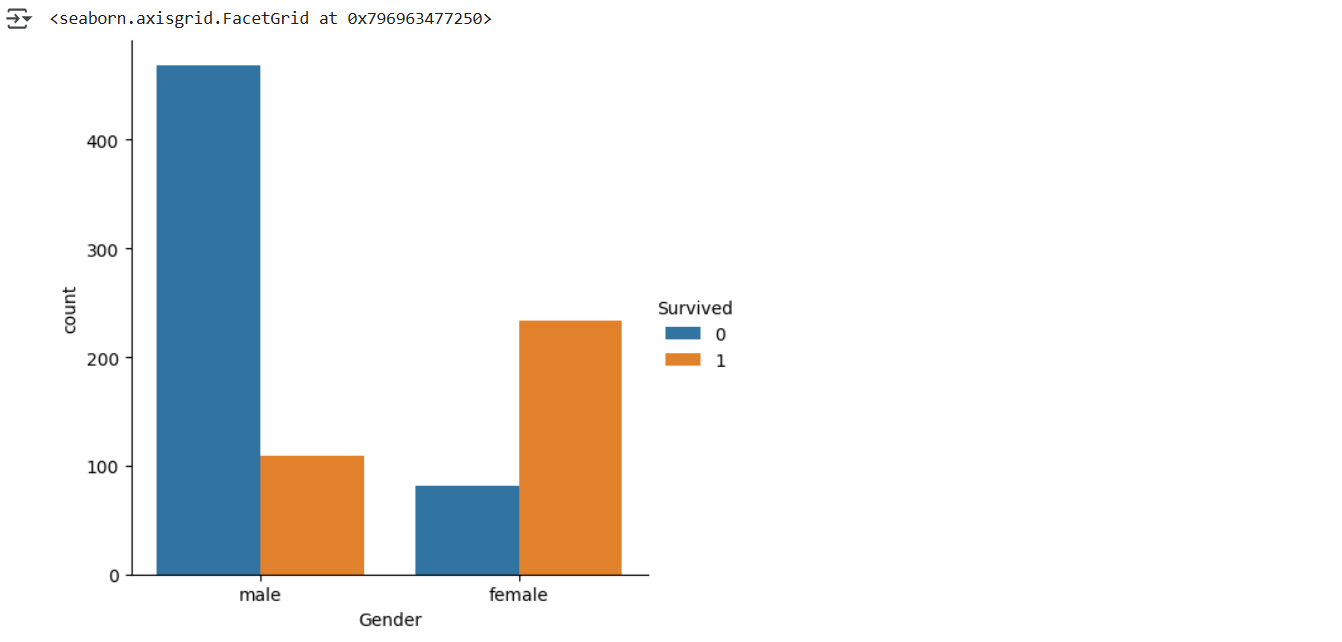 <seaborn.axisgrid.FacetGrid at 0x796963477250>
400
300
200
100
0
count
male
female
Gender
Survived
0
1